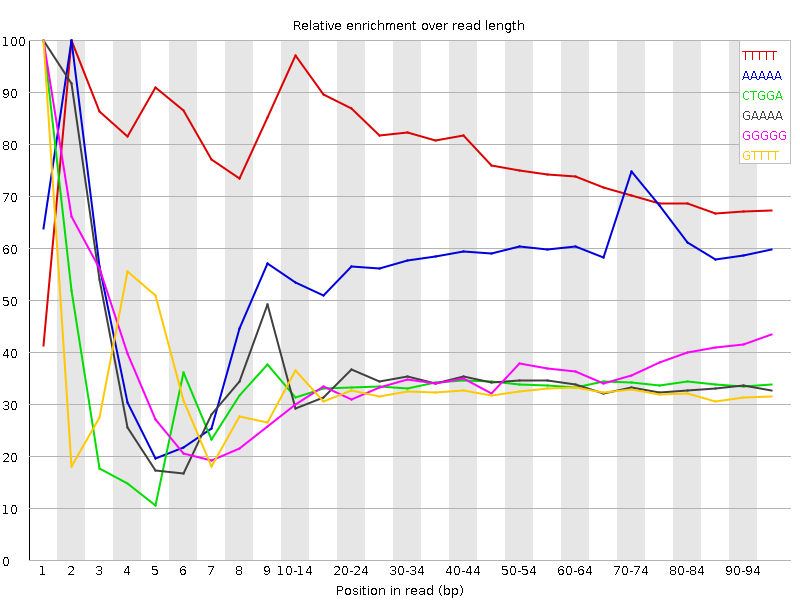 Relative enrichment over read length
100
90
80
70
60
50
40
30
20
10
0
TTTTT
AAAAA
CTGGA
GAAAA
GGGGG
GTTTT
1 2 3 4 5 6 7 8 9 10-14 20-24 30-34 40-44 50-54 60-64 70-74 80-84 90-94
Position in read (bp)